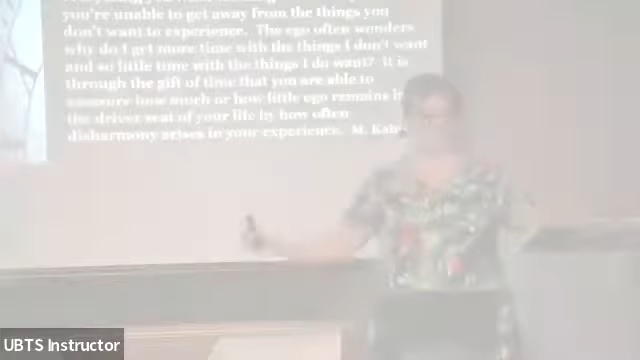 you're unable to get away from the things you
don't want to experience. The ego often wonders
why do I get more time with the things I don't want
and so little time with the things I do want? It is
through the gift of time that you are able to
measure how much or how little ego remains in
the driver seat of your life by how often
disharmony arises in your experience. M.
UBTS Instructor